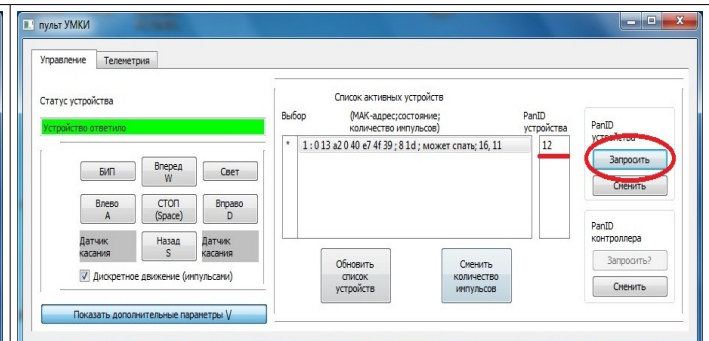 пульт УМКИ
Управление
Телеметрия
Статус устройства
Устройство ответило
БИП
Вперед
W
Свет
Влево
A
СТОП
(Space)
Вправо
D
Датчик
касания
Назад
S
Датчик
касания
Дискретное движение (импульсами)
Показать дополнительные параметры V
Список активных устройств
Выбор
(МАК-адрес;состояние;
количество импульсов)
PanID
устройства
* 1 : 0 13 a2 0 40 e7 4f 39 ; 8 1d ; может спать; 16, 11
12
Обновить
список
устройств
Сменить
количество
импульсов
PanID
устройства
Запросить
Сменить
PanID
контроллера
Запросить?
Сменить